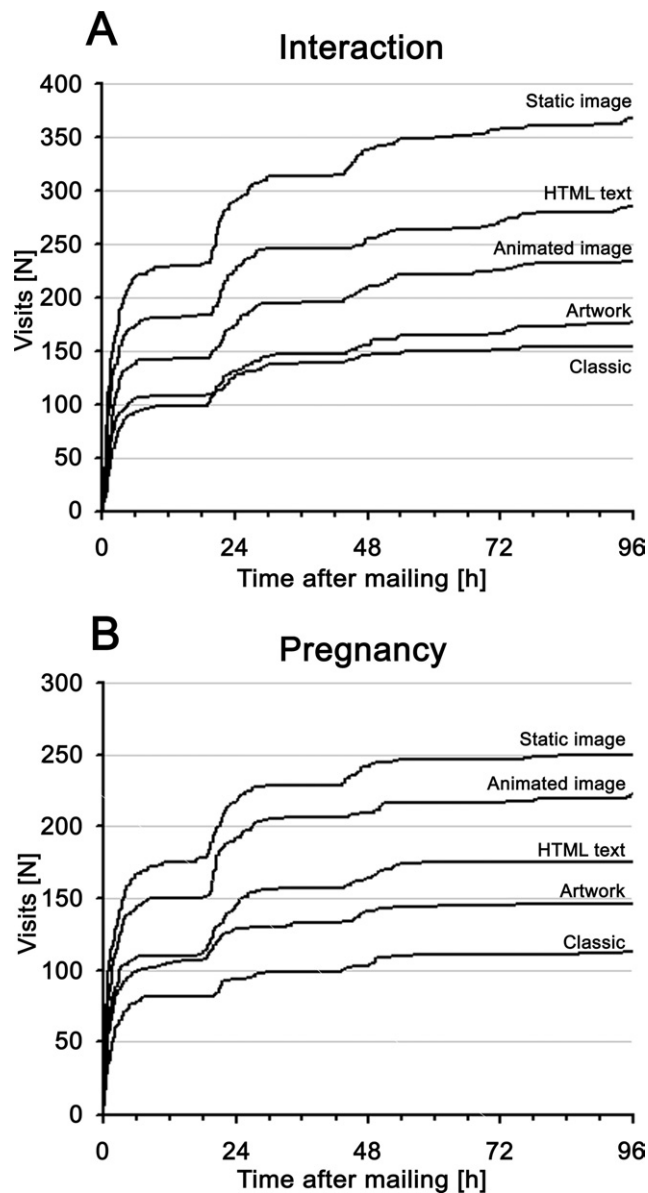 A
Interaction
400
350
300
250
200
150
100
50
0
Visits [N]
Static image
HTML text
Animated image
Artwork
Classic
0 24 48 72 96
Time after mailing [h]
B
Pregnancy
300
250
200
150
100
50
0
Visits [N]
Static image
Animated image
HTML text
Artwork
Classic
0 24 48 72 96
Time after mailing [h]